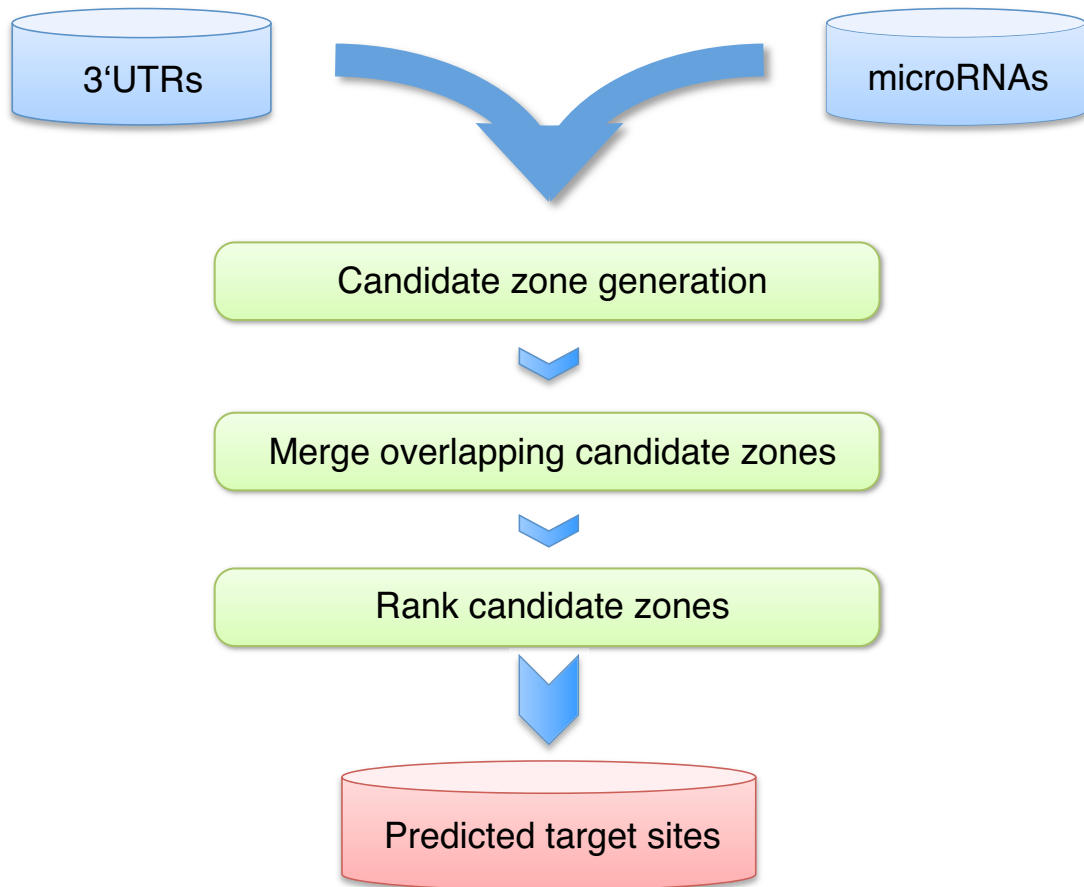 3‘UTRs
microRNAs
Candidate zone generation
Merge overlapping candidate zones
Rank candidate zones
Predicted target sites